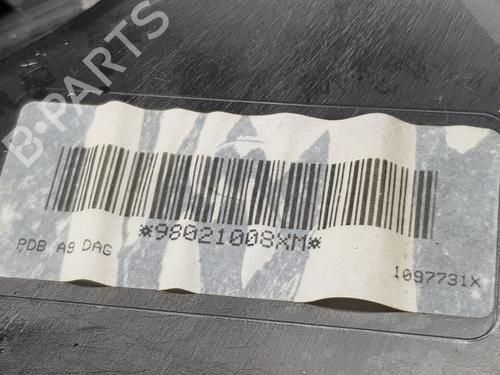 B-PARTS
*98021008XM*
PDB A9 DAG
1097731X